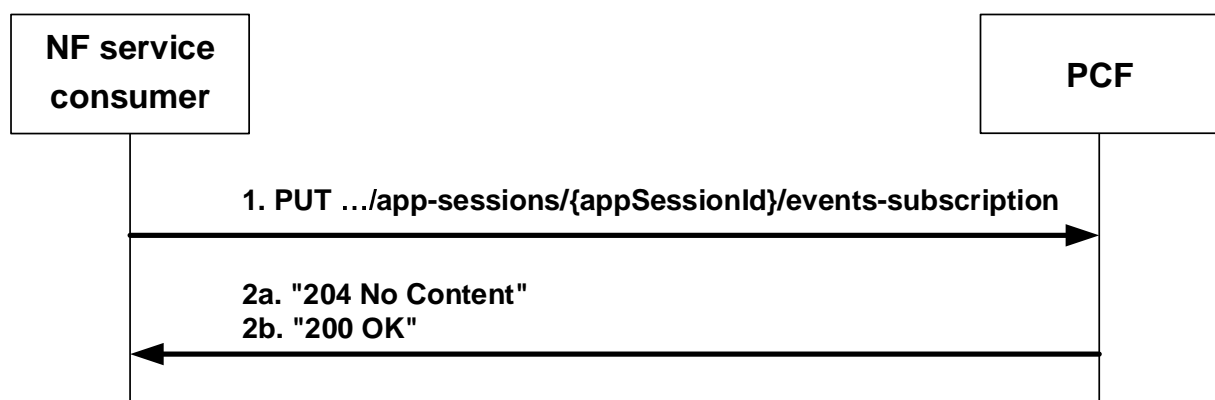 NF service
consumer
PCF
1. PUT …/app-sessions/{appSessionId}/events-subscription
2a. "204 No Content"
2b. "200 OK"